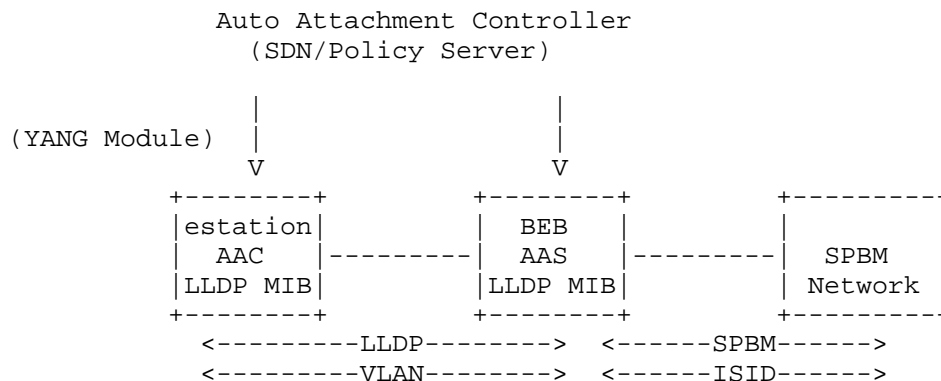 Auto Attachment Controller
(SDN/Policy Server)
|                    |
(YANG Module)  |                    |
V                    V
+--------+          +--------+          +----------
|estation|          |  BEB   |          |
|  AAC   |----------|  AAS   |----------|  SPBM
|LLDP MIB|          |LLDP MIB|          | Network
+--------+          +--------+          +----------
<---------LLDP--------> <------SPBM------>
<---------VLAN--------> <------ISID------>